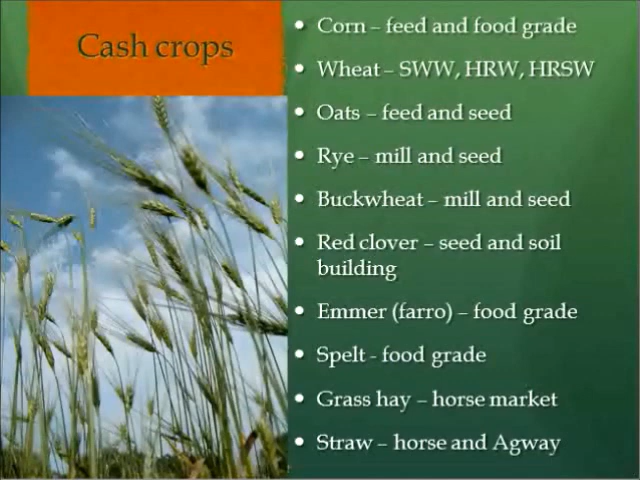 Cash crops
Corn – feed and food grade
Wheat – SWW, HRW, HRSW
Oats – feed and seed
Rye – mill and seed
Buckwheat – mill and seed
Red clover – seed and soil
building
Emmer (farro) – food grade
Spelt - food grade
Grass hay – horse market
Straw – horse and Agway